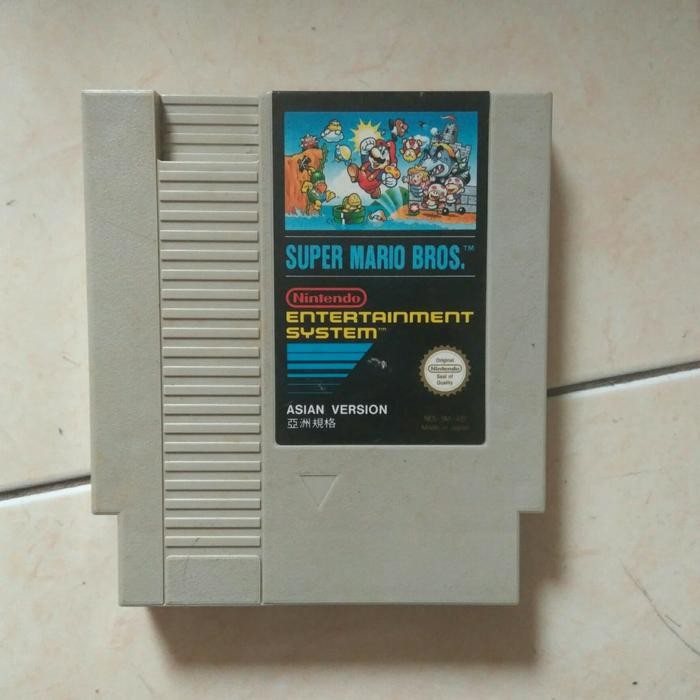 SUPER MARIO BROS.™
Nintendo
ENTERTAINMENT
SYSTEM™
Original
Nintendo
Seal of
Quality
ASIAN VERSION
亞洲規格
Made in Japan